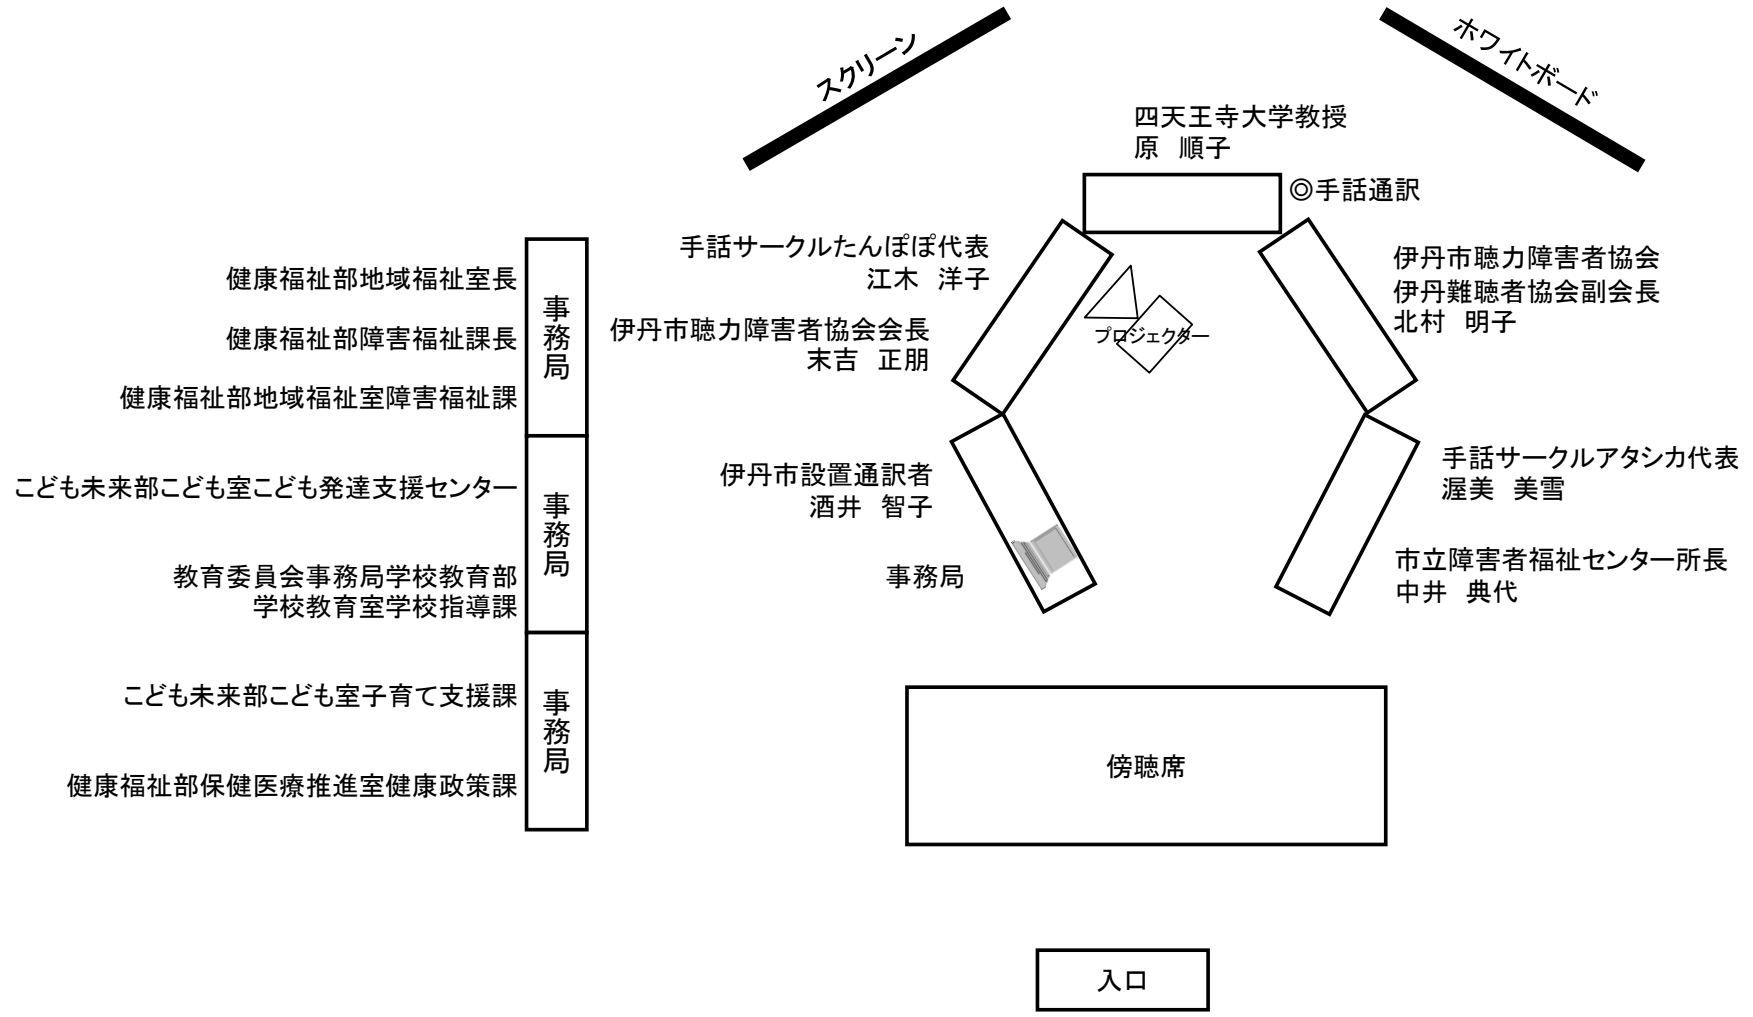 スクリーン
ホワイトボード
四天王寺大学教授
原　順子
◎手話通訳
手話サークルたんぽぽ代表
江木　洋子
伊丹市聴力障害者協会会長
末吉　正朋
プロジェクター
伊丹市聴力障害者協会
伊丹難聴者協会副会長
北村　明子
伊丹市設置通訳者
酒井　智子
事務局
手話サークルアタシカ代表
渥美　美雪
市立障害者福祉センター所長
中井　典代
健康福祉部地域福祉室長
健康福祉部障害福祉課長
健康福祉部地域福祉室障害福祉課
事務局
こども未来部こども室こども発達支援センター
教育委員会事務局学校教育部
学校教育室学校指導課
事務局
こども未来部こども室子育て支援課
健康福祉部保健医療推進室健康政策課
事務局
傍聴席
入口